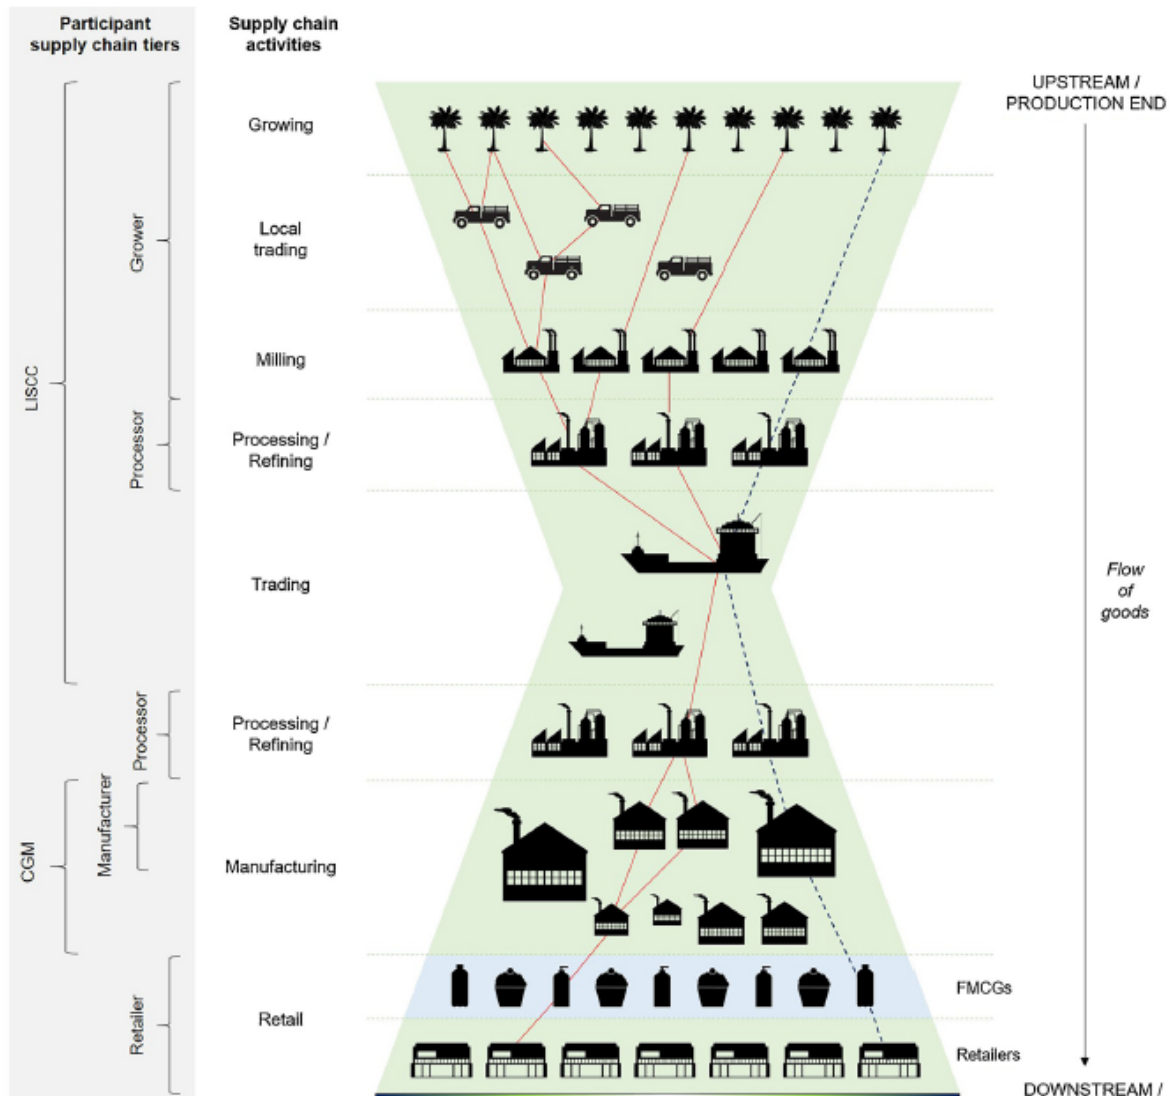 Participant
supply chain tiers
Supply chain
activities
UPSTREAM /
PRODUCTION END
Growing
Grower
Local
trading
Milling
LISCC
Processor
Processing /
Refining
Trading
Flow
of
goods
Processor
Processing /
Refining
Manufacturer
CGM
Manufacturing
FMCGs
Retailer
Retail
Retailers
DOWNSTREAM /